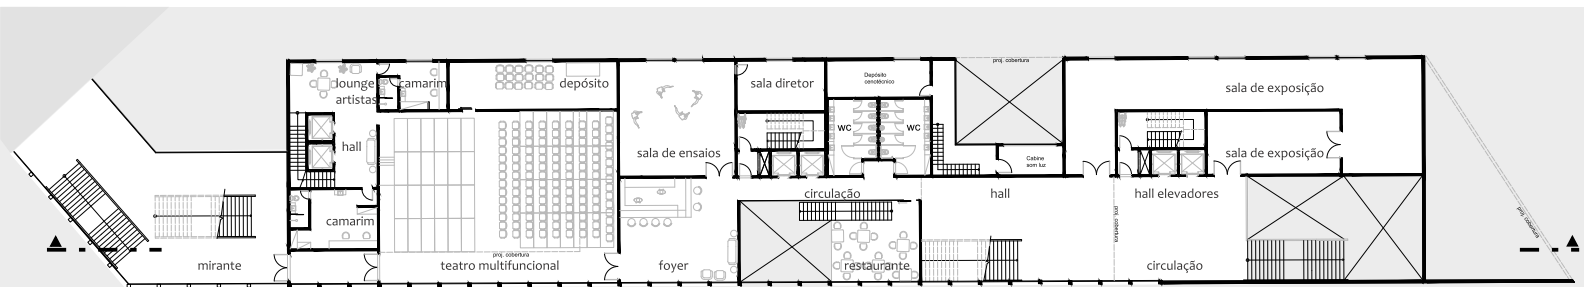 proj. cobertura
lounge
artistas
camarim
depósito
sala diretor
Depósito
cenotécnico
sala de exposição
wc
wc
hall
sala de ensaios
Cabine
som luz
sala de exposição
circulação
hall
hall elevadores
camarim
proj. cobertura
proj. cobertura
proj. cobertura
mirante
teatro multifuncional
foyer
restaurante
circulação